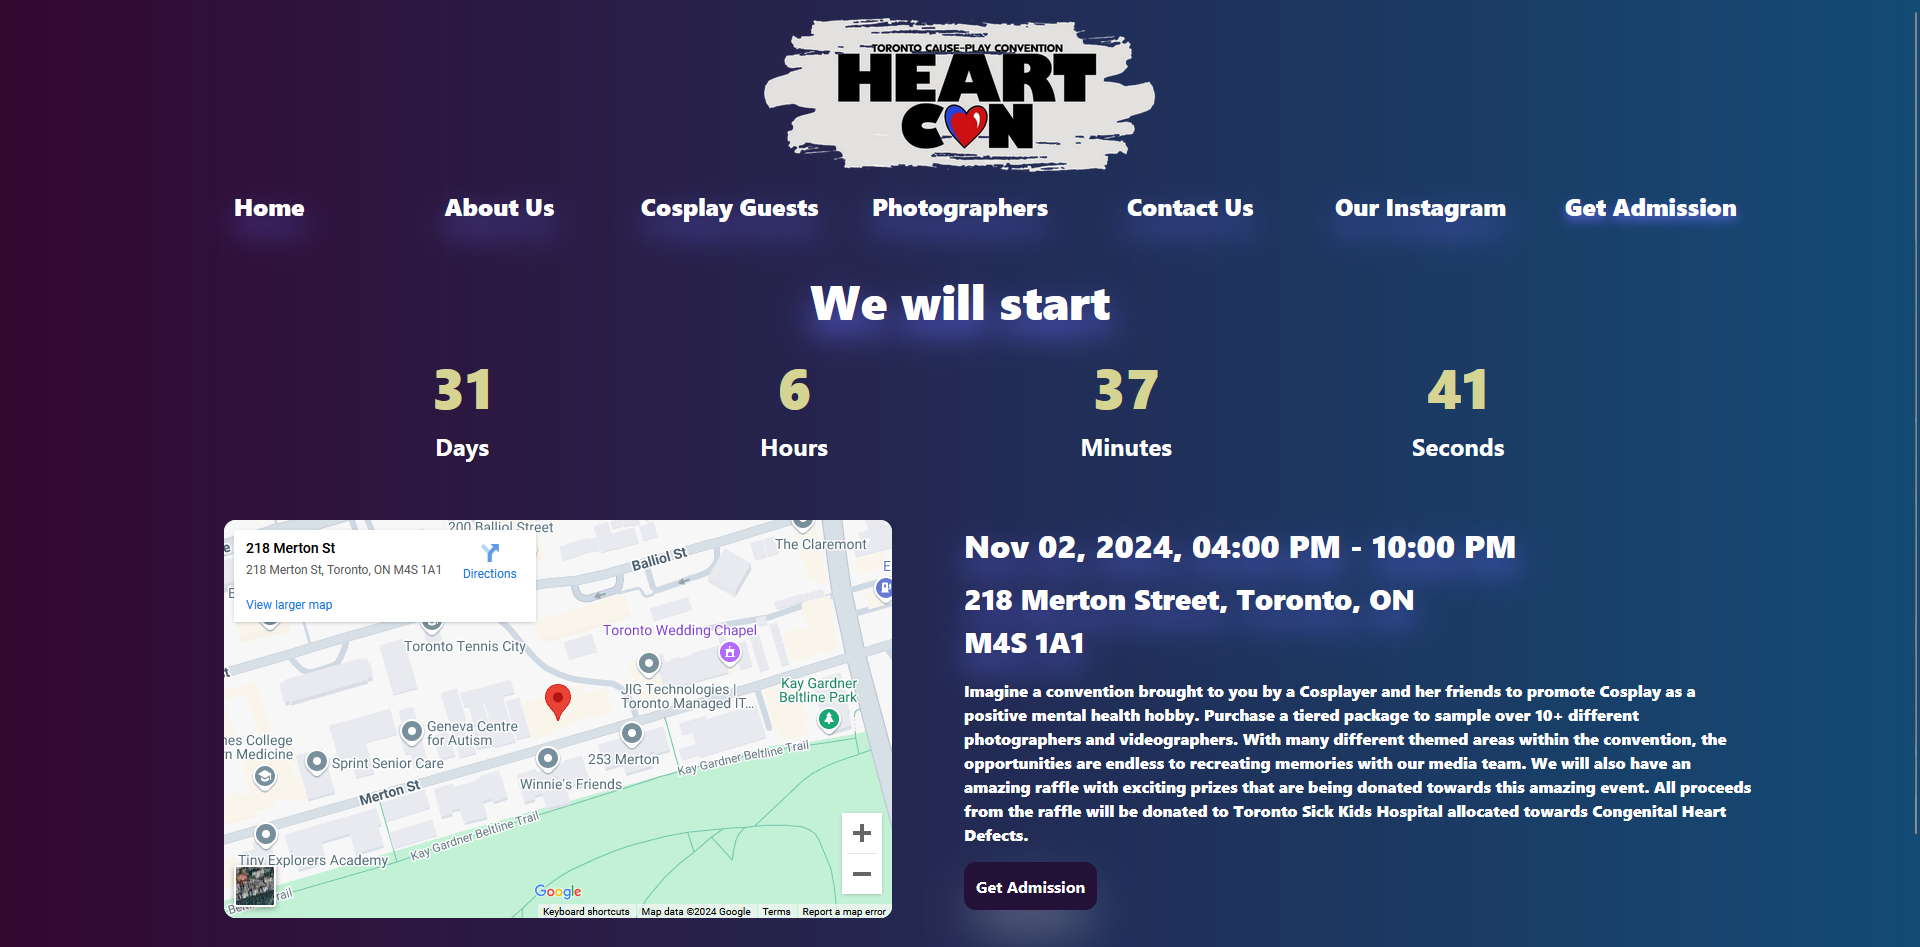 TORONTO CAUSE-PLAY CONVENTION
HEART
CON
Home
About Us
Cosplay Guests
Photographers
Contact Us
Our Instagram
Get Admission
We will start
31
6
37
41
Days
Hours
Minutes
Seconds
218 Merton St
218 Merton St, Toronto, ON M4S 1A1
Directions
View larger map
200 Balliol Street
Balliol St
The Claremont
Toronto Tennis City
Toronto Wedding Chapel
JIG Technologies |
Toronto Managed IT...
Kay Gardner
Beltline Park
Geneva Centre
for Autism
nes College
n Medicine
Sprint Senior Care
253 Merton
Winnie's Friends
Kay Gardner Beltline Trail
Merton St
Kay Gardner Beltline Trail
Tiny Explorers Academy
Google
Keyboard shortcuts
Map data ©2024 Google
Terms
Report a map error
Nov 02, 2024, 04:00 PM - 10:00 PM
218 Merton Street, Toronto, ON
M4S 1A1
Imagine a convention brought to you by a Cosplayer and her friends to promote Cosplay as a
positive mental health hobby. Purchase a tiered package to sample over 10+ different
photographers and videographers. With many different themed areas within the convention, the
opportunities are endless to recreating memories with our media team. We will also have an
amazing raffle with exciting prizes that are being donated towards this amazing event. All proceeds
from the raffle will be donated to Toronto Sick Kids Hospital allocated towards Congenital Heart
Defects.
Get Admission